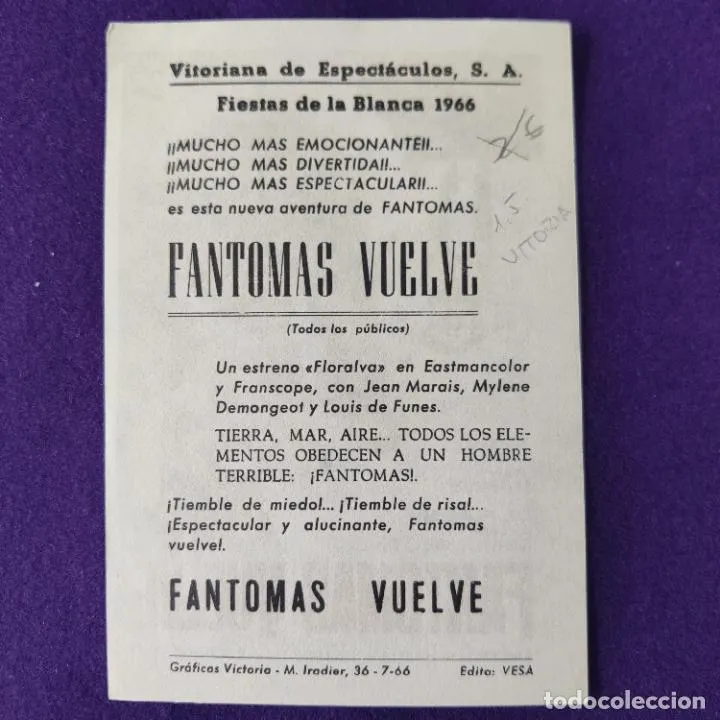 Vitoriana de Espectáculos, S. A.
Fiestas de la Blanca 1966
¡¡MUCHO MAS EMOCIONANTE!!...
¡¡MUCHO MAS DIVERTIDA!!...
¡¡MUCHO MAS ESPECTACULAR!!...
es esta nueva aventura de FANTOMAS.
1.5
VITORIA
FANTOMAS VUELVE
(Todos los públicos)
Un estreno «Floralva» en Eastmancolor
y Franscope, con Jean Marais, Mylene
Demongeot y Louis de Funes.
TIERRA, MAR, AIRE... TODOS LOS ELE-
MENTOS OBEDECEN A UN HOMBRE
TERRIBLE: ¡FANTOMAS!.
¡Tiemble de miedo!... ¡Tiemble de risa!...
¡Espectacular y alucinante, Fantomas
vuelve!.
FANTOMAS VUELVE
Gráficas Victoria - M. Iradier, 36 - 7-66 Edita: VESA
todocoleccion